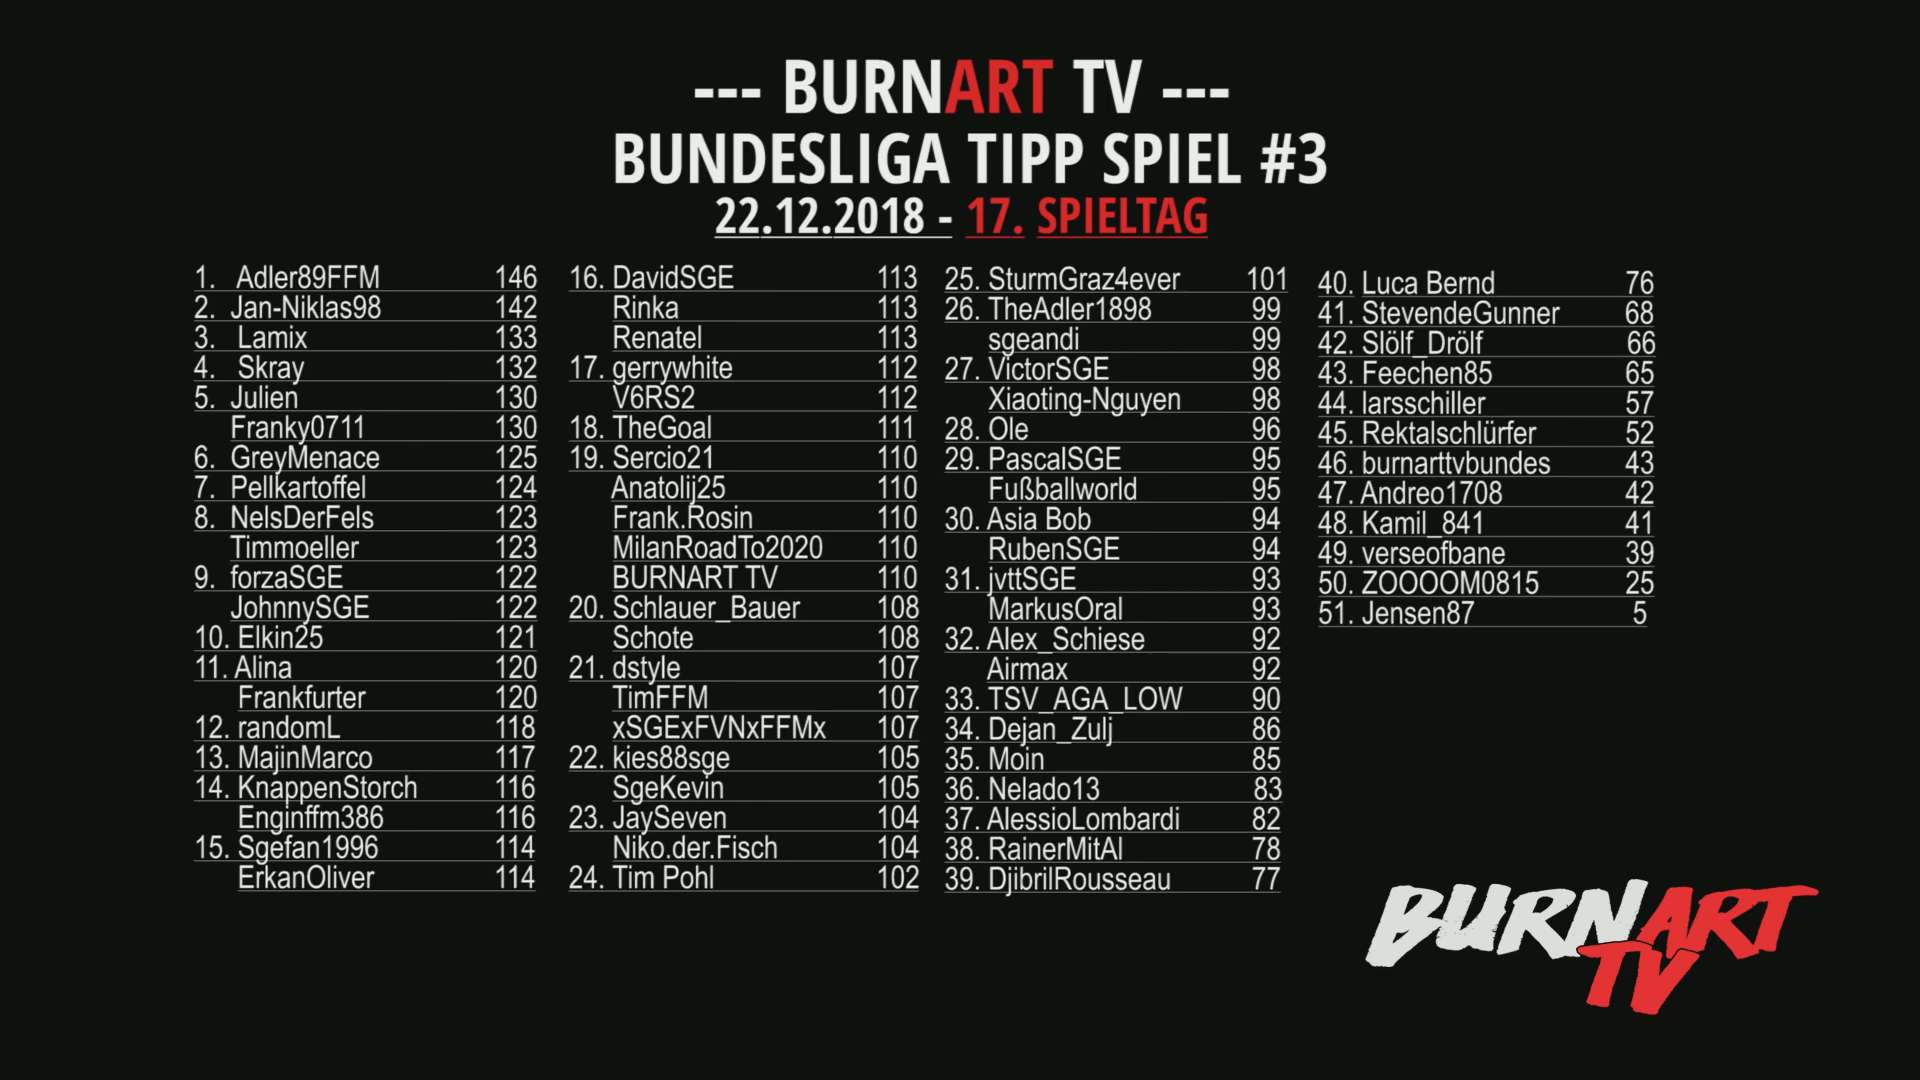 --- BURNART TV ---
BUNDESLIGA TIPP SPIEL #3
22.12.2018 - 17. SPIELTAG
1. Adler89FFM 146
2. Jan-Niklas98 142
3. Lamix 133
4. Skray 132
5. Julien 130
Franky0711 130
6. GreyMenace 125
7. Pellkartoffel 124
8. NelsDerFels 123
Timmoeller 123
9. forzaSGE 122
JohnnySGE 122
10. Elkin25 121
11. Alina 120
Frankfurter 120
12. randomL 118
13. MajinMarco 117
14. KnappenStorch 116
Enginffm386 116
15. Sgefan1996 114
ErkanOliver 114
16. DavidSGE 113
Rinka 113
Renatel 113
17. gerrywhite 112
V6RS2 112
18. TheGoal 111
19. Sercio21 110
Anatolij25 110
Frank.Rosin 110
MilanRoadTo2020 110
BURNART TV 110
20. Schlauer_Bauer 108
Schote 108
21. dstyle 107
TimFFM 107
xSGExFVNxFFMx 107
22. kies88sge 105
SgeKevin 105
23. JaySeven 104
Niko.der.Fisch 104
24. Tim Pohl 102
25. SturmGraz4ever 101
26. TheAdler1898 99
sgeandi 99
27. VictorSGE 98
Xiaoting-Nguyen 98
28. Ole 96
29. PascalSGE 95
Fußballworld 95
30. Asia Bob 94
RubenSGE 94
31. jvttSGE 93
MarkusOral 93
32. Alex_Schiese 92
Airmax 92
33. TSV_AGA_LOW 90
34. Dejan_Zulj 86
35. Moin 85
36. Nelado13 83
37. AlessioLombardi 82
38. RainerMitAl 78
39. DjibrilRousseau 77
40. Luca Bernd 76
41. StevendeGunner 68
42. Slölf_Drölf 66
43. Feechen85 65
44. larsschiller 57
45. Rektalschlürfer 52
46. burnarttvbundes 43
47. Andreo1708 42
48. Kamil_841 41
49. verseofbane 39
50. ZOOOOM0815 25
51. Jensen87 5
BURNART
TV